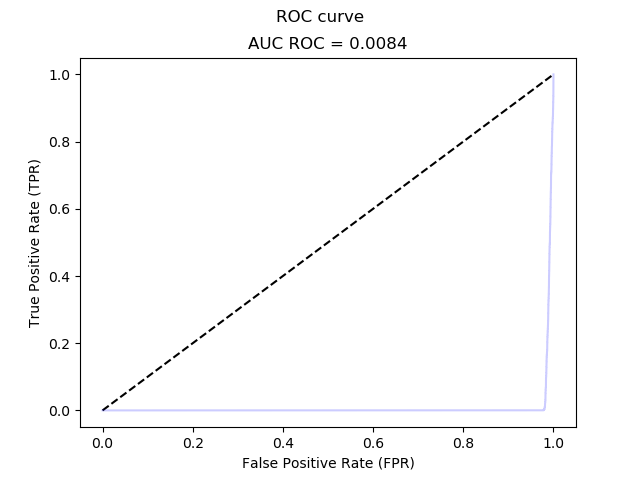 ROC curve
AUC ROC = 0.0084
1.0
0.8
0.6
0.4
0.2
0.0
True Positive Rate (TPR)
0.0 0.2 0.4 0.6 0.8 1.0
False Positive Rate (FPR)